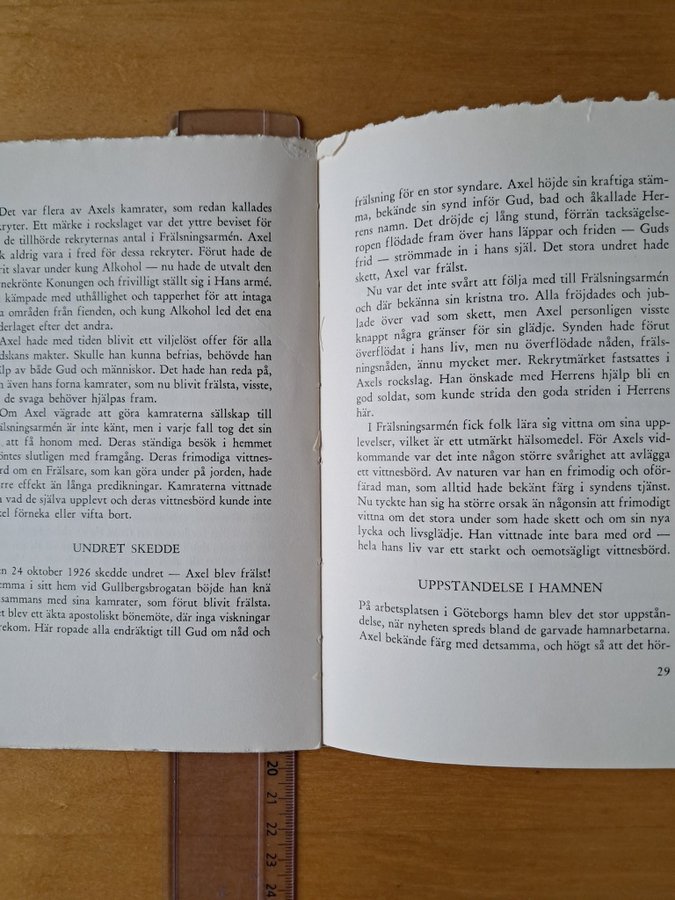 Det var flera av Axels kamrater, som redan kallades
kryter. Ett märke i rockslaget var det yttre beviset för
de tillhörde rekryternas antal i Frälsningsarmén. Axel
k aldrig vara i fred för dessa rekryter. Förut hade de
rit slavar under kung Alkohol — nu hade de utvalt den
nekrönte Konungen och frivilligt ställt sig i Hans armé.
kämpade med uthållighet och tapperhet för att intaga
a områden från fienden, och kung Alkohol led det ena
derlaget efter det andra.
Axel hade med tiden blivit ett viljelöst offer för alla
dskans makter. Skulle han kunna befrias, behövde han
lp av både Gud och människor. Det hade han reda på,
n även hans forna kamrater, som nu blivit frälsta, visste,
de svaga behöver hjälpas fram.
Om Axel vägrade att göra kamraterna sällskap till
älsningsarmén är inte känt, men i varje fall tog det sin
att få honom med. Deras ständiga besök i hemmet
öntes slutligen med framgång. Deras frimodiga vittnes-
rd om en Frälsare, som kan göra under på jorden, hade
rre effekt än långa predikningar. Kamraterna vittnade
n vad de själva upplevt och deras vittnesbörd kunde inte
xel förneka eller vifta bort.
UNDRET SKEDDE
en 24 oktober 1926 skedde undret — Axel blev frälst!
emma i sitt hem vid Gullbergsbrogatan böjde han knä
sammans med sina kamrater, som förut blivit frälsta.
et blev ett äkta apostoliskt bönemöte, där inga viskningar
rekom. Här ropade alla endräktigt till Gud om nåd och
frälsning för en stor syndare. Axel höjde sin kraftiga stäm-
ma, bekände sin synd inför Gud, bad och åkallade Her-
rens namn. Det dröjde ej lång stund, förrän tacksägelse-
ropen flödade fram över hans läppar och friden — Guds
frid — strömmade in i hans själ. Det stora undret hade
skett, Axel var frälst.
Nu var det inte svårt att följa med till Frälsningsarmén
och där bekänna sin kristna tro. Alla fröjdades och jub-
lade över vad som skett, men Axel personligen visste
knappt några gränser för sin glädje. Synden hade förut
överflödat i hans liv, men nu överflödade nåden, fräls-
ningsnåden, ännu mycket mer. Rekrytmärket fastsattes i
Axels rockslag. Han önskade med Herrens hjälp bli en
god soldat, som kunde strida den goda striden i Herrens
här.
I Frälsningsarmén fick folk lära sig vittna om sina upp-
levelser, vilket är ett utmärkt hälsomedel. För Axels vid-
kommande var det inte någon större svårighet att avlägga
ett vittnesbörd. Av naturen var han en frimodig och oför-
färad man, som alltid hade bekänt färg i syndens tjänst.
Nu tyckte han sig ha större orsak än någonsin att frimodigt
vittna om det stora under som hade skett och om sin nya
lycka och livsglädje. Han vittnade inte bara med ord —
hela hans liv var ett starkt och oemotsägligt vittnesbörd.
UPPSTÅNDELSE I HAMNEN
På arbetsplatsen i Göteborgs hamn blev det stor uppstån-
delse, när nyheten spreds bland de garvade hamnarbetarna.
Axel bekände färg med detsamma, och högt så att det hör-
29
20
21
22
23
24